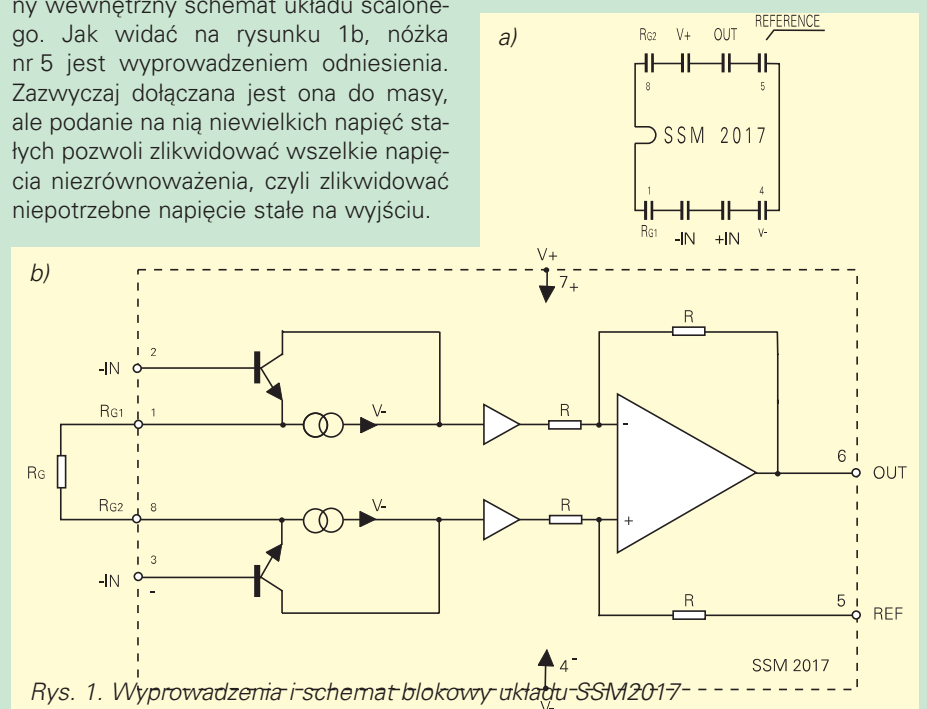 ny wewnętrzny schemat układu scalone-
go. Jak widać na rysunku 1b, nóżka
nr 5 jest wyprowadzeniem odniesienia.
Zazwyczaj dołączana jest ona do masy,
ale podanie na nią niewielkich napięć sta-
łych pozwoli zlikwidować wszelkie napię-
cia niezrównoważenia, czyli zlikwidować
niepotrzebne napięcie stałe na wyjściu.
a)
RG2 V+ OUT REFERENCE
8 5
SSM 2017
1 4
RG1 -IN +IN V-
b)
V+
7+
R
2
-IN
RG1 1 V- R -
RG
6
OUT
RG2 8 V- R +
3
-IN
-
R 5 REF
4-
SSM 2017
V-
Rys. 1. Wyprowadzenia i schemat blokowy układu SSM2017